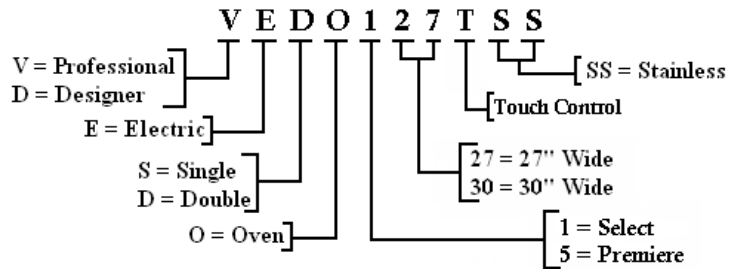 V E D O 1 2 7 T S S
V = Professional
D = Designer
SS = Stainless
Touch Control
E = Electric
27 = 27" Wide
30 = 30" Wide
S = Single
D = Double
O = Oven
1 = Select
5 = Premiere